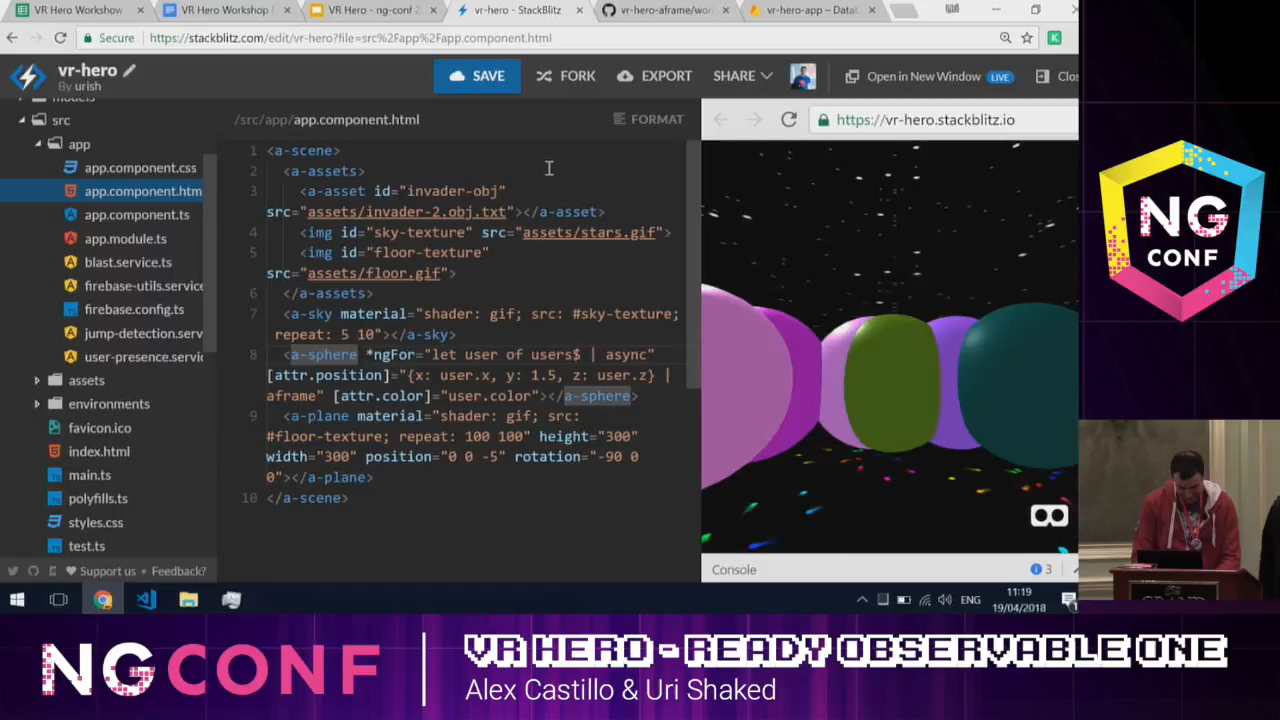 VR Hero Workshow
VR Hero Workshop
VR Hero - ng-conf 2
vr-hero - StackBlitz
vr-hero-aframe/work
vr-hero-app – Data
Secure
https://stackblitz.com/edit/vr-hero?file=src%2Fapp%2Fapp.component.html
K
vr-hero
By urish
SAVE
FORK
EXPORT
SHARE
Open in New Window
LIVE
Clos
models
src
app
app.component.css
app.component.htm
app.component.ts
app.module.ts
blast.service.ts
firebase-utils.service
firebase.config.ts
jump-detection.serv
user-presence.servic
assets
environments
favicon.ico
index.html
main.ts
polyfills.ts
styles.css
test.ts
Support us
Feedback?
/src/app/app.component.html
FORMAT
1 <a-scene>
2 <a-assets>
3 <a-asset id="invader-obj"
src="assets/invader-2.obj.txt"></a-asset>
4 <img id="sky-texture" src="assets/stars.gif">
5 <img id="floor-texture"
src="assets/floor.gif">
6 </a-assets>
7 <a-sky material="shader: gif; src: #sky-texture;
repeat: 5 10"></a-sky>
8 <a-sphere *ngFor="let user of users$ | async"
[attr.position]="{x: user.x, y: 1.5, z: user.z} |
aframe" [attr.color]="user.color"></a-sphere>
9 <a-plane material="shader: gif; src:
#floor-texture; repeat: 100 100" height="300"
width="300" position="0 0 -5" rotation="-90 0
0"></a-plane>
10 </a-scene>
https://vr-hero.stackblitz.io
Console
3
ENG
11:19
19/04/2018
NG
CONF
NG CONF
VR HERO - READY OBSERVABLE ONE
Alex Castillo & Uri Shaked